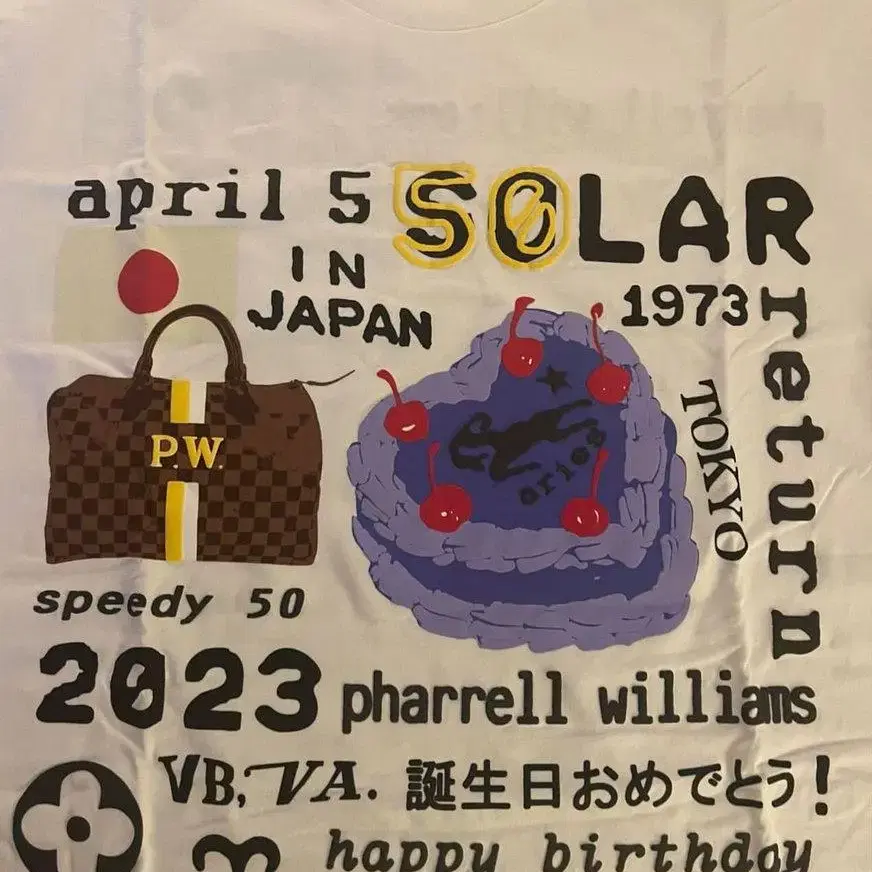 april 5
50LAR
IN
JAPAN
1973
return
TOKYO
P.W.
aries
speedy 50
2023
pharrell williams
VB, VA.
誕生日おめでとう!
happy birthday